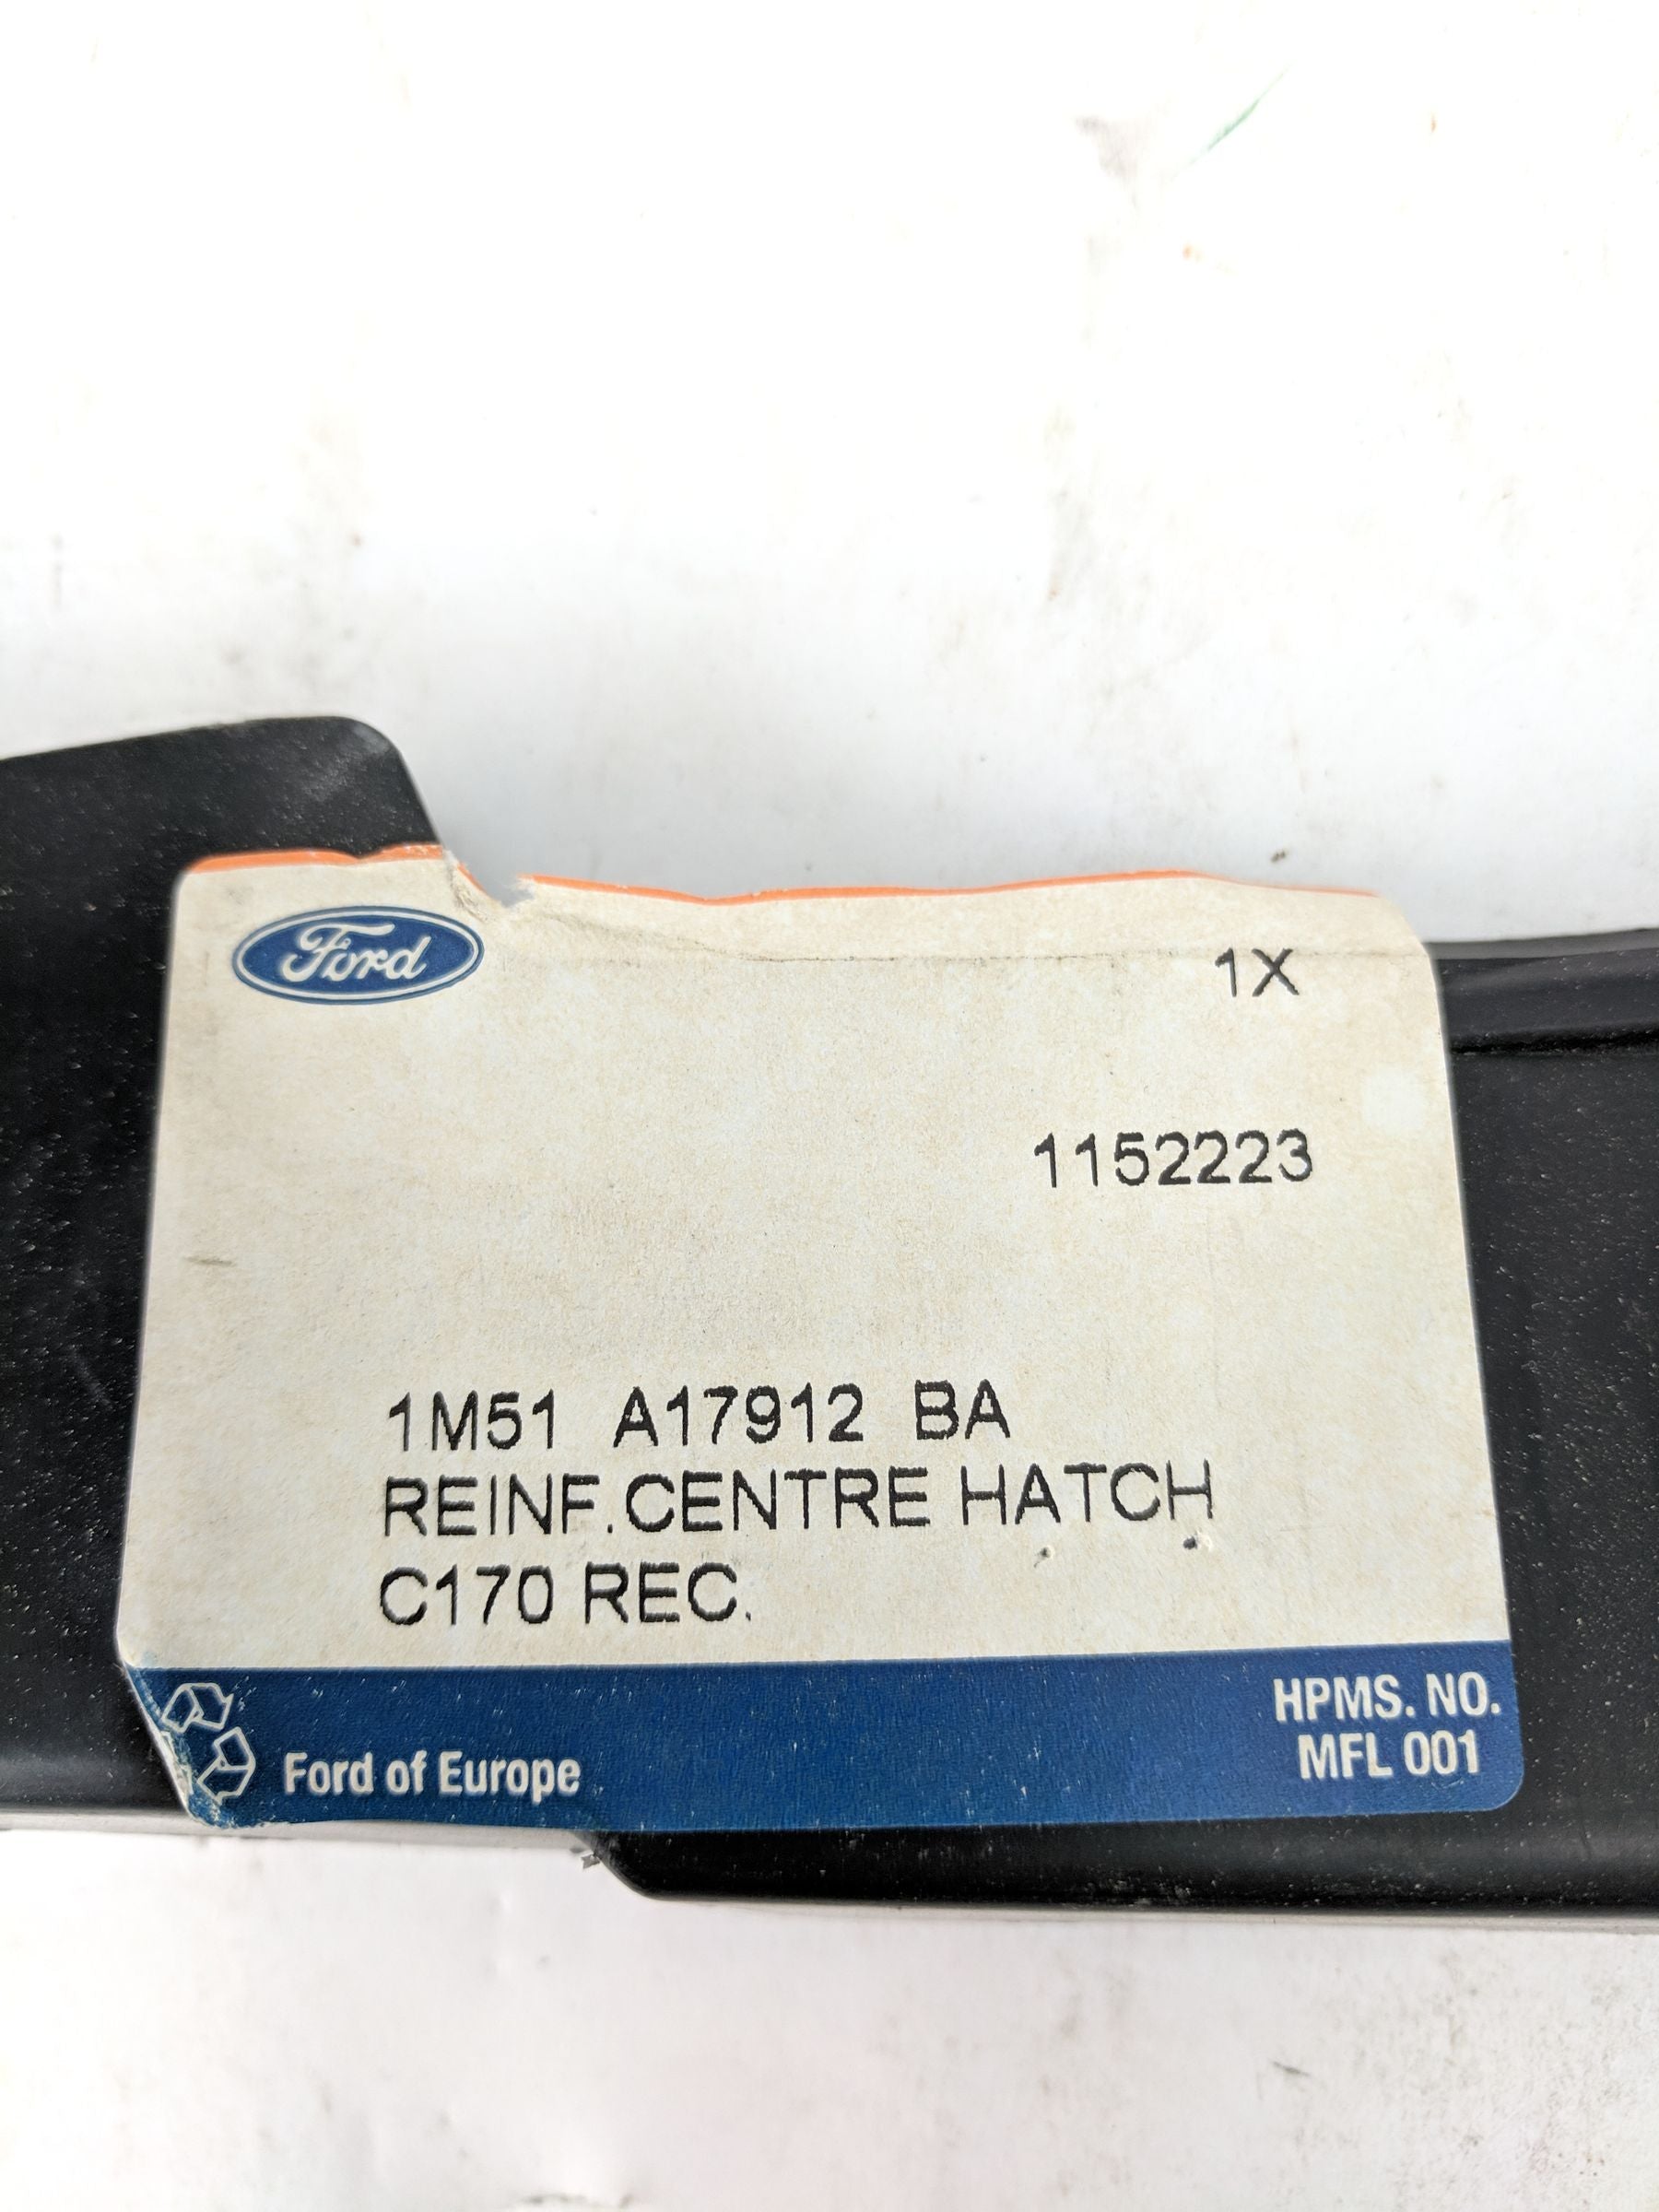 Ford
1X
1152223
1M51 A17912 BA
REINF.CENTRE HATCH
C170 REC.
HPMS. NO.
MFL 001
Ford of Europe